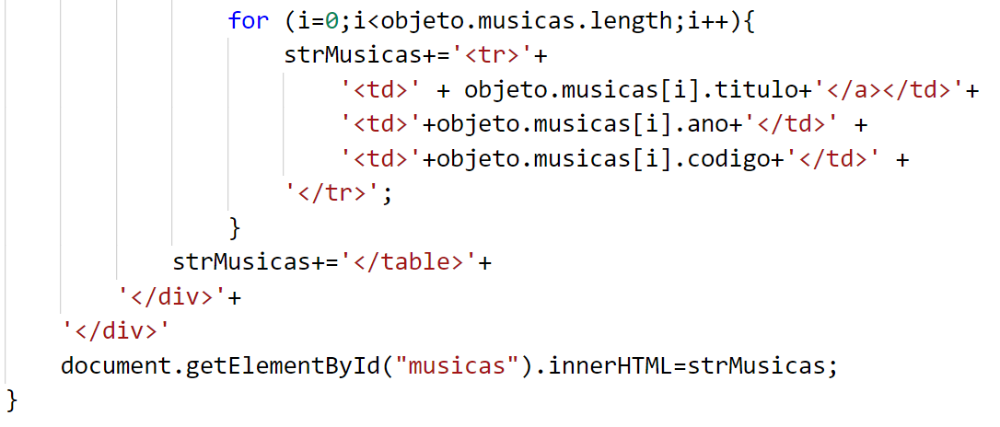 for (i=0;i<objeto.musicas.length;i++){
strMusicas+='<tr>'+
'<td>' + objeto.musicas[i].titulo+'</a></td>'+
'<td>'+objeto.musicas[i].ano+'</td>' +
'<td>'+objeto.musicas[i].codigo+'</td>' +
'</tr>';
}
strMusicas+='</table>'+
'</div>'+
'</div>'
document.getElementById("musicas").innerHTML=strMusicas;
}